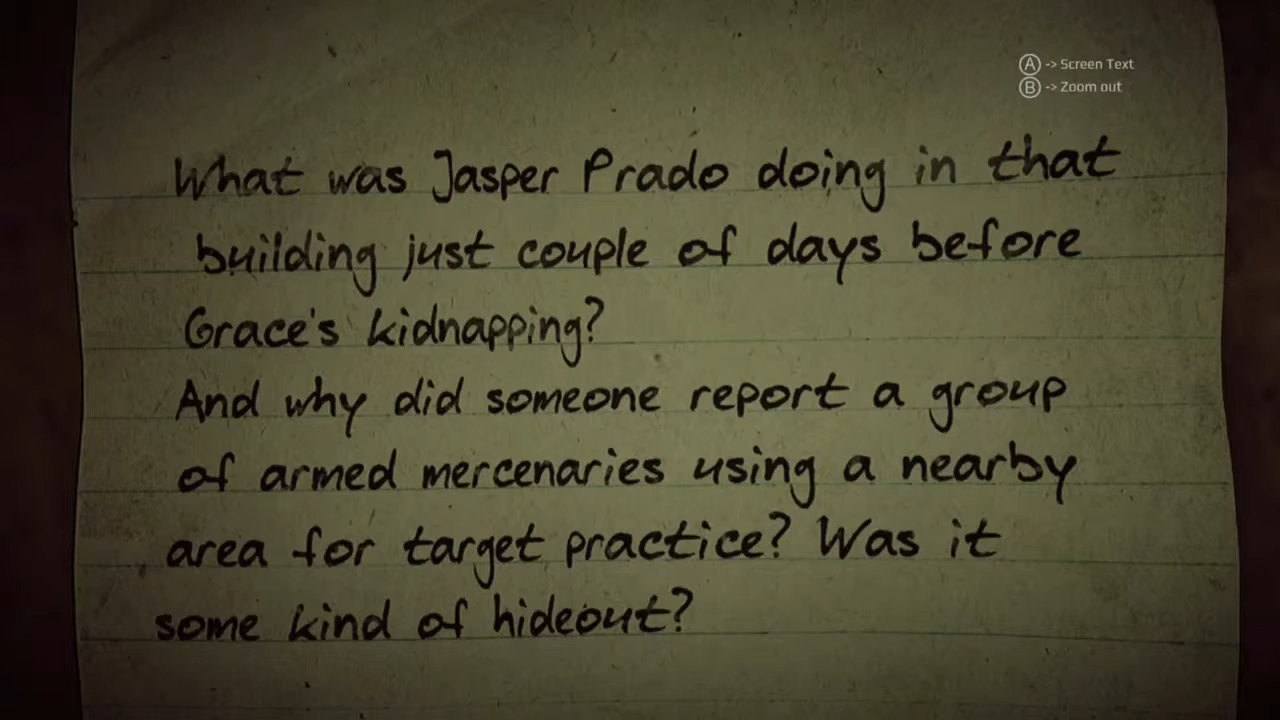 Ⓐ -> Screen Text
Ⓑ -> Zoom out
What was Jasper Prado doing in that
building just couple of days before
Grace's kidnapping?
And why did someone report a group
of armed mercenaries using a nearby
area for target practice? Was it
some kind of hideout?